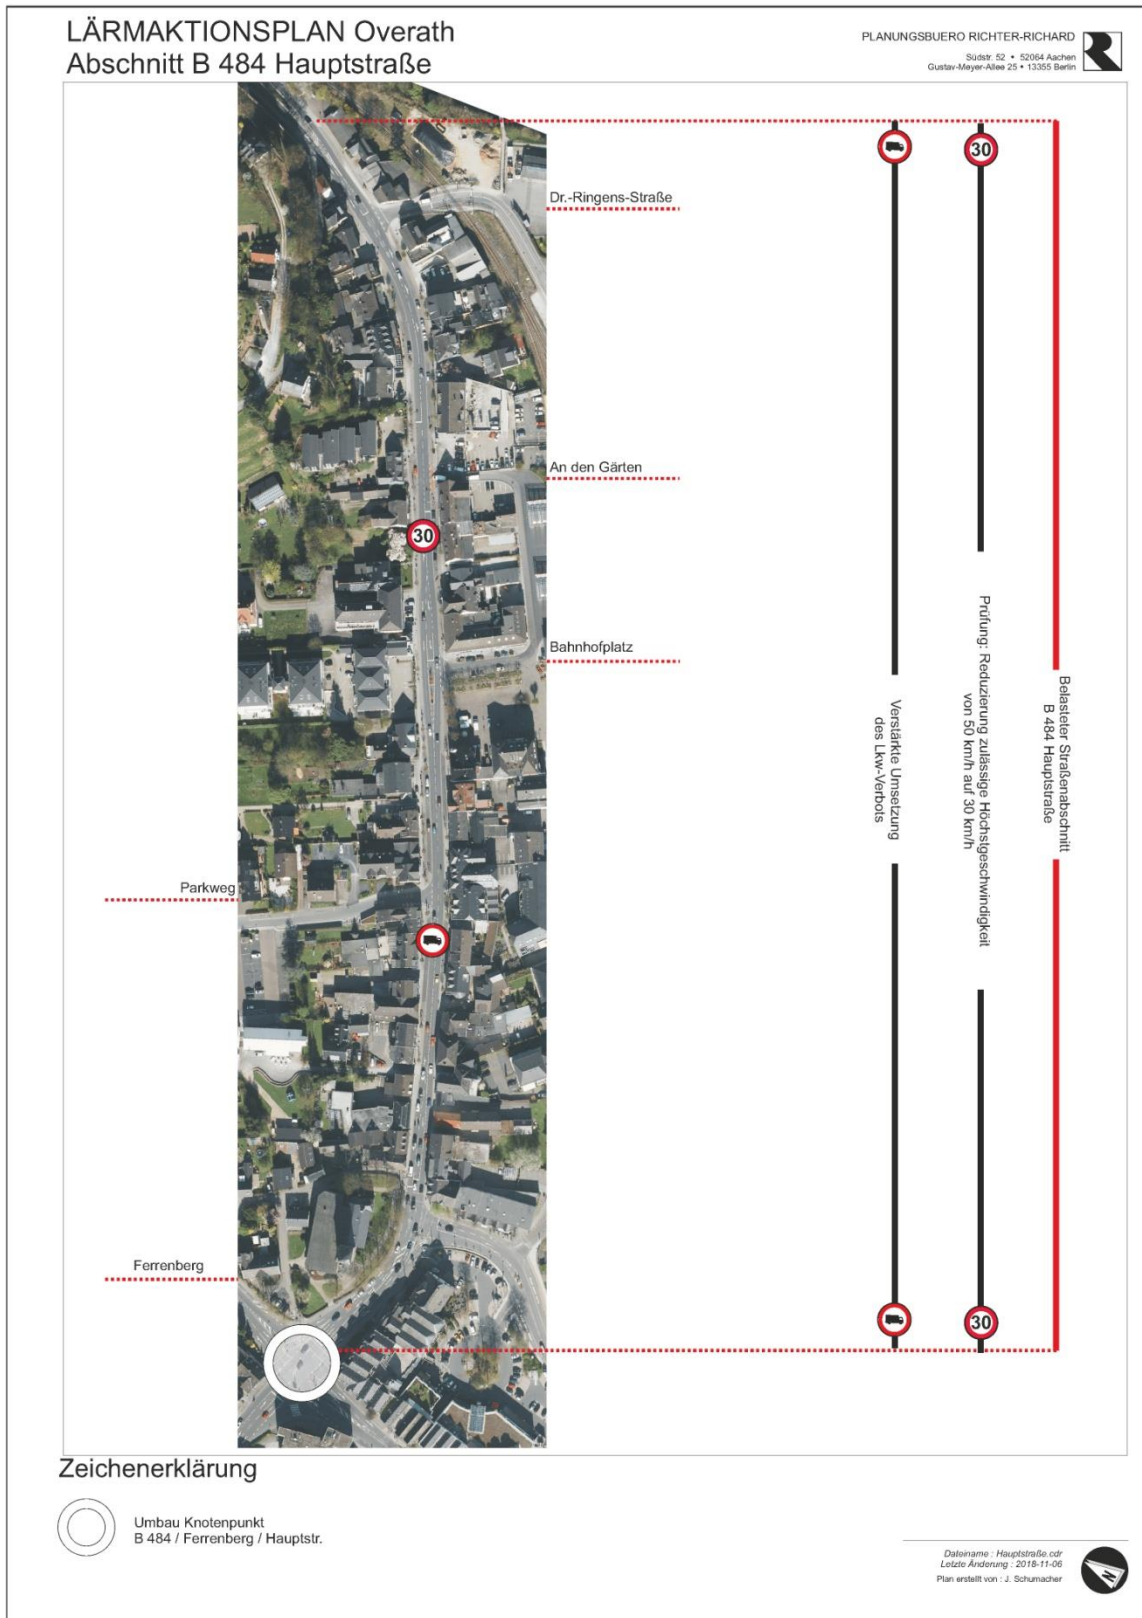 LÄRMAKTIONSPLAN Overath
Abschnitt B 484 Hauptstraße
PLANUNGSBUERO RICHTER-RICHARD
Südstr. 52 • 52064 Aachen
Gustav-Meyer-Allee 25 • 13355 Berlin
30
Dr.-Ringens-Straße
An den Gärten
30
Bahnhofplatz
Verstärkte Umsetzung
des Lkw-Verbots
Prüfung: Reduzierung zulässige Höchstgeschwindigkeit
von 50 km/h auf 30 km/h
Belasteter Straßenabschnitt
B 484 Hauptstraße
Parkweg
Ferrenberg
30
Zeichenerklärung
Umbau Knotenpunkt
B 484 / Ferrenberg / Hauptstr.
Dateiname : Hauptstraße.cdr
Letzte Änderung : 2018-11-06
Plan erstellt von : J. Schumacher
N